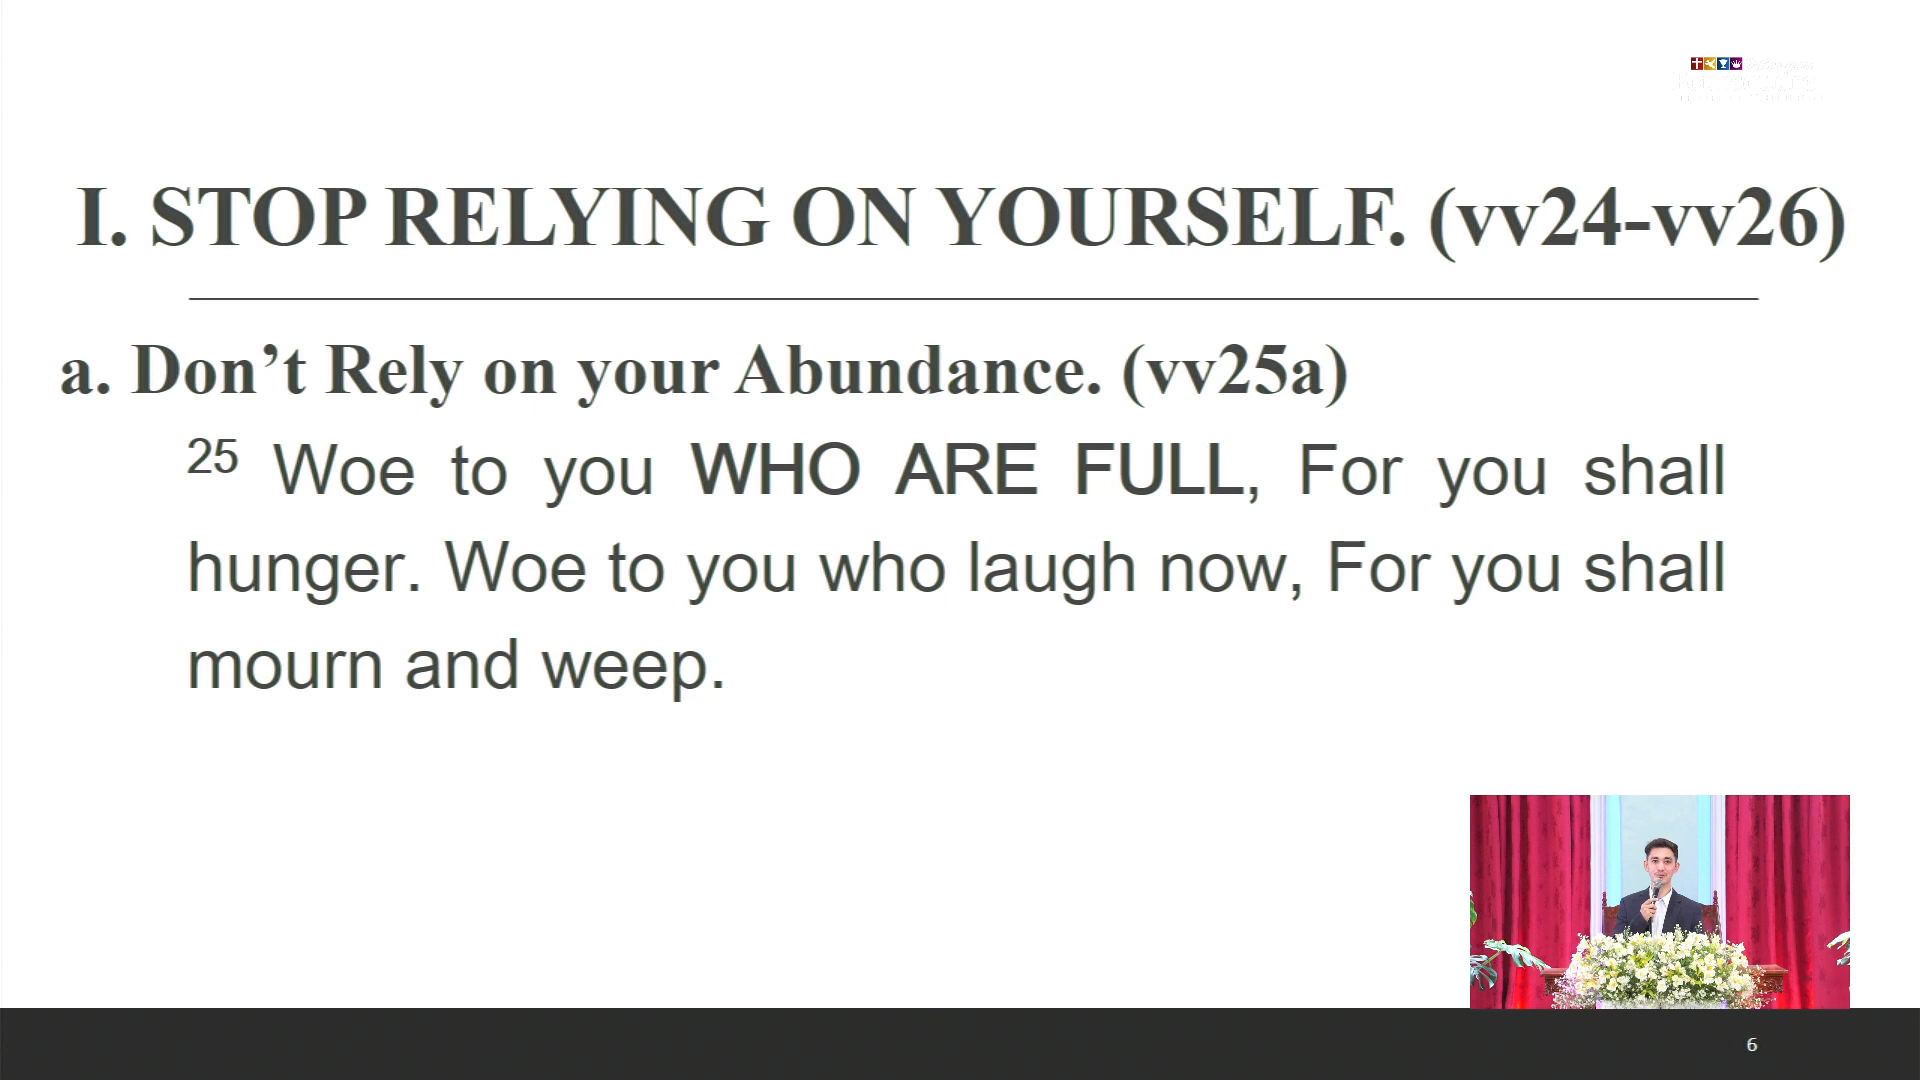 I. STOP RELYING ON YOURSELF. (vv24-vv26)
a. Don’t Rely on your Abundance. (vv25a)
25 Woe to you WHO ARE FULL, For you shall
hunger. Woe to you who laugh now, For you shall
mourn and weep.
6